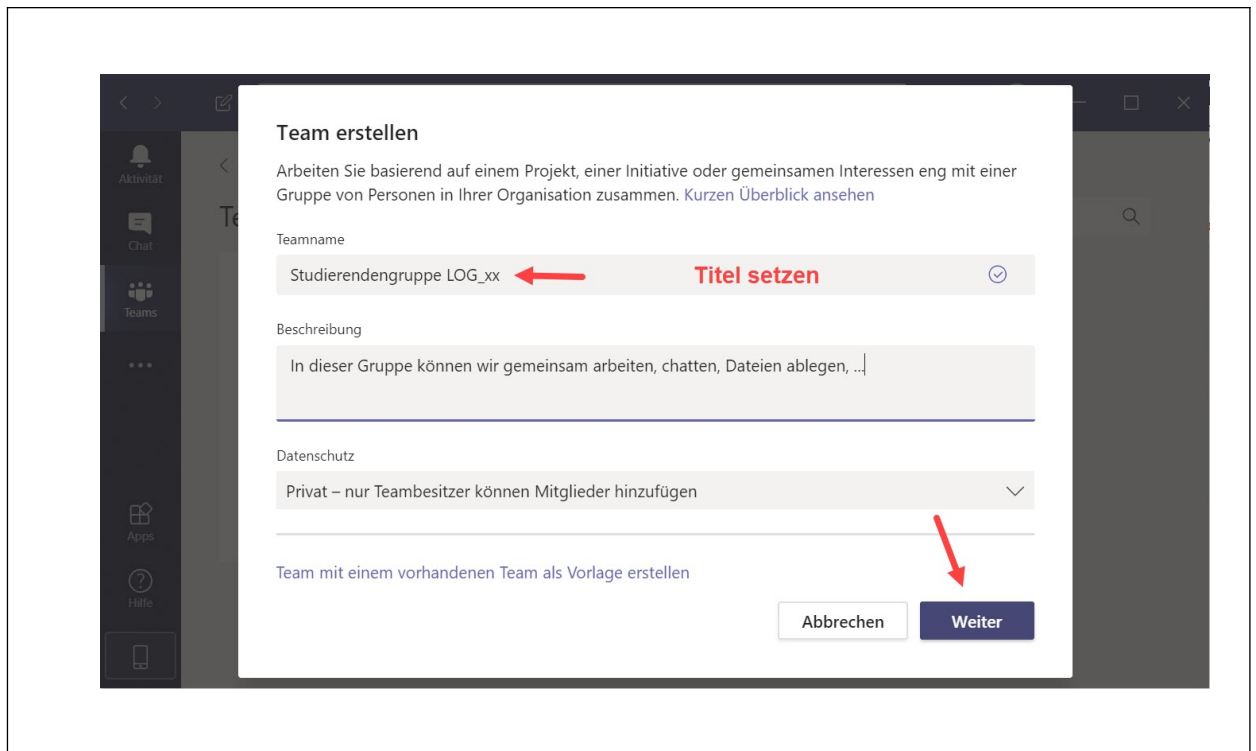 Team erstellen
Arbeiten Sie basierend auf einem Projekt, einer Initiative oder gemeinsamen Interessen eng mit einer
Gruppe von Personen in Ihrer Organisation zusammen. Kurzen Überblick ansehen
Teamname
Studierendengruppe LOG_xx
Titel setzen
Beschreibung
In dieser Gruppe können wir gemeinsam arbeiten, chatten, Dateien ablegen, ...
Datenschutz
Privat – nur Teambesitzer können Mitglieder hinzufügen
Team mit einem vorhandenen Team als Vorlage erstellen
Abbrechen
Weiter
Aktivität
Chat
Teams
Apps
Hilfe
Te